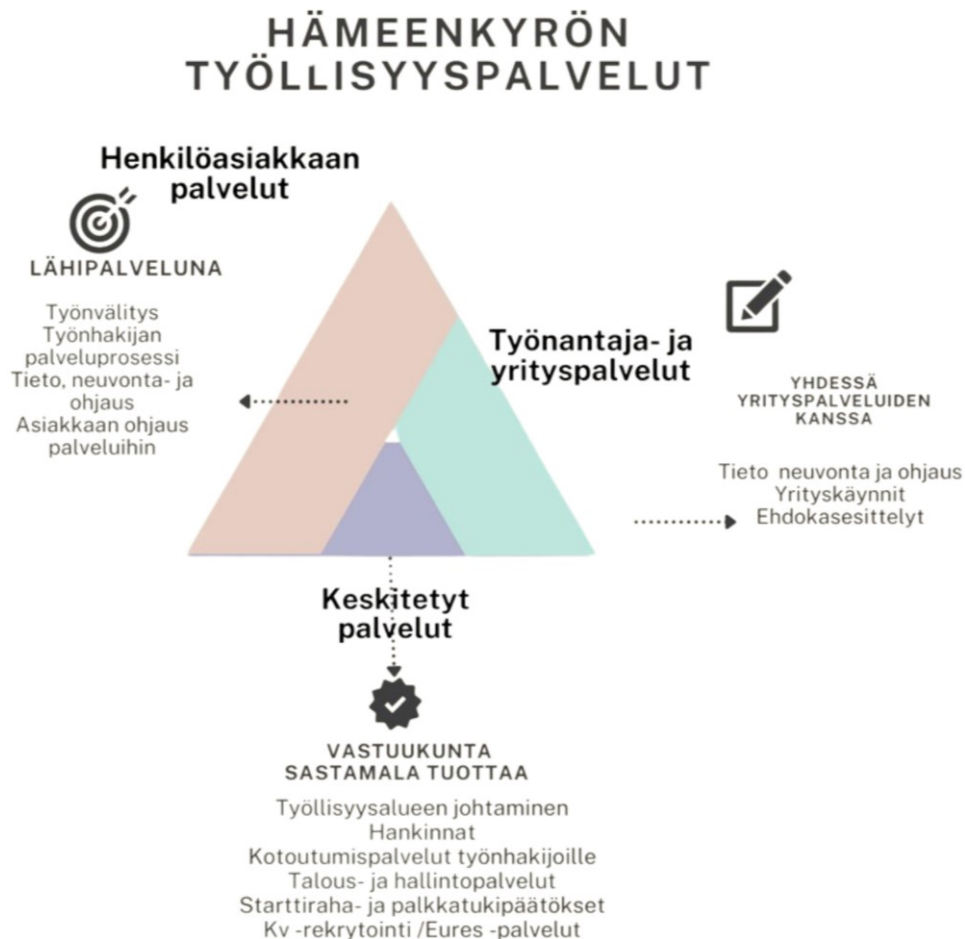 HÄMEENKYRÖN
TYÖLLISYYSPALVELUT
Henkilöasiakkaan
palvelut
LÄHIPALVELUNA
Työnvälitys
Työnhakijan
palveluprosessi
Tieto, neuvonta- ja
ohjaus
Asiakkaan ohjaus
palveluihin
Työnantaja- ja
yrityspalvelut
YHDESSÄ
YRITYSPALVELUIDEN
KANSSA
Tieto neuvonta ja ohjaus
Yrityskäynnit
Ehdokasesittelyt
Keskitetyt
palvelut
VASTUUKUNTA
SASTAMALA TUOTTAA
Työllisyysalueen johtaminen
Hankinnat
Kotoutumispalvelut työnhakijoille
Talous- ja hallintopalvelut
Starttiraha- ja palkkatukipäätökset
Kv -rekrytointi /Eures -palvelut